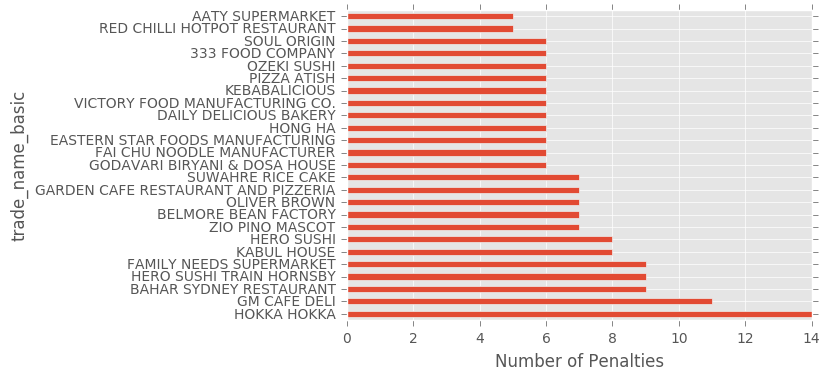 AATY SUPERMARKET
RED CHILLI HOTPOT RESTAURANT
SOUL ORIGIN
333 FOOD COMPANY
OZEKI SUSHI
PIZZA ATISH
KEBABALICIOUS
VICTORY FOOD MANUFACTURING CO.
DAILY DELICIOUS BAKERY
HONG HA
EASTERN STAR FOODS MANUFACTURING
FAI CHU NOODLE MANUFACTURER
GODAVARI BIRYANI & DOSA HOUSE
SUWAHRE RICE CAKE
GARDEN CAFE RESTAURANT AND PIZZERIA
OLIVER BROWN
BELMORE BEAN FACTORY
ZIO PINO MASCOT
HERO SUSHI
KABUL HOUSE
FAMILY NEEDS SUPERMARKET
HERO SUSHI TRAIN HORNSBY
BAHAR SYDNEY RESTAURANT
GM CAFE DELI
HOKKA HOKKA
trade_name_basic
0 2 4 6 8 10 12 14
Number of Penalties